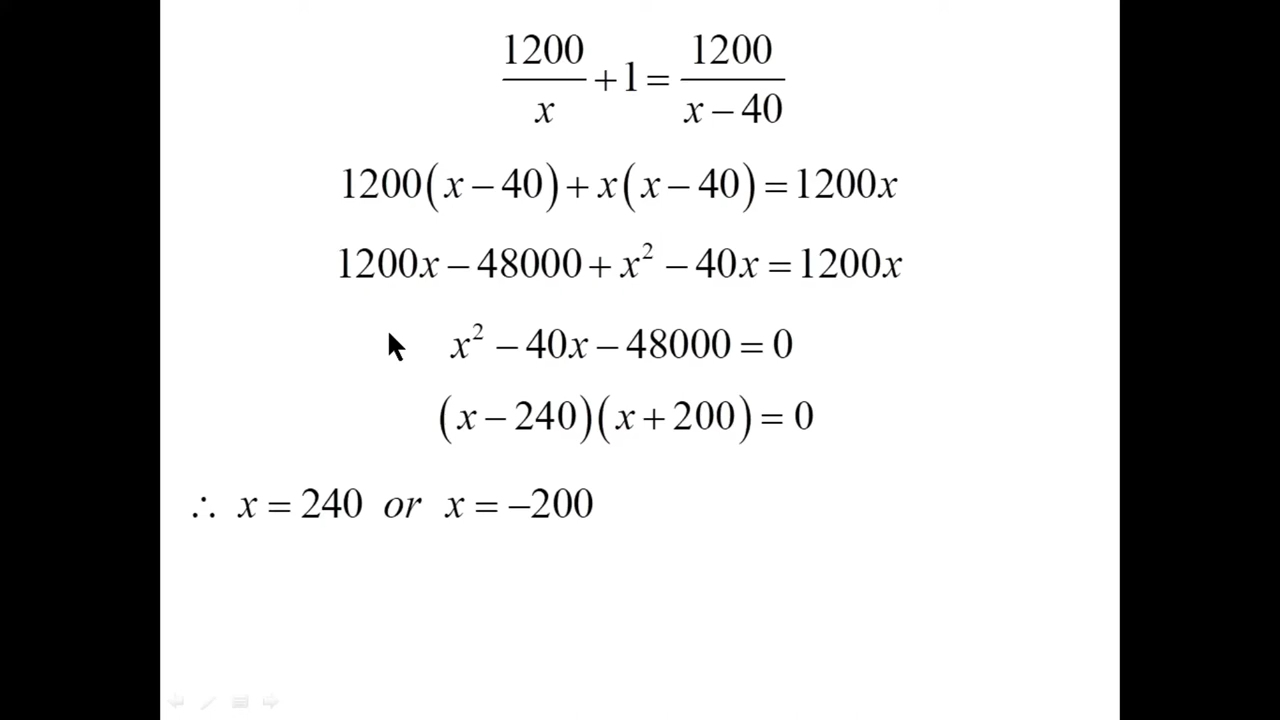 1200/x + 1 = 1200/(x − 40)
1200(x − 40) + x(x − 40) = 1200x
1200x − 48000 + x² − 40x = 1200x
x² − 40x − 48000 = 0
(x − 240)(x + 200) = 0
∴ x = 240 or x = −200